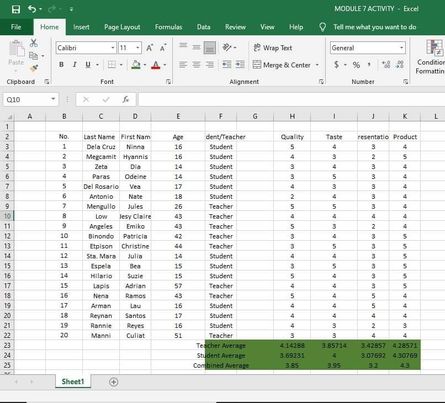 MODULE 7 ACTIVITY - Excel
File Home Insert Page Layout Formulas Data Review View Help Tell me what you want to do
Paste Calibri 11 A A Wrap Text General
B I U A Merge & Center $ % , Condition
Formattin
Clipboard Font Alignment Number
Q10 fx
A B C D E F G H I J K
1
2 No. Last Name First Nam Age dent/Teacher Quality Taste resentatio Product
3 1 Dela Cruz Ninna 16 Student 5 4 3 4
4 2 Megcamit Hyannis 16 Student 4 3 2 5
5 3 Zeta Dia 14 Student 3 4 3 4
6 4 Paras Odeine 14 Student 3 5 3 4
7 5 Del Rosario Vea 17 Student 4 3 4 3
8 6 Antonio Nate 18 Student 2 4 3 4
9 7 Mengullo Jules 26 Teacher 5 5 3 5
10 8 Low Jesy Claire 43 Teacher 4 4 4 4
11 9 Angeles Emiko 43 Teacher 5 3 2 4
12 10 Binondo Patricia 42 Teacher 3 4 3 5
13 11 Etpison Christine 44 Teacher 3 5 3 5
14 12 Sta. Mara Julia 14 Student 4 4 3 5
15 13 Espela Bea 15 Student 3 5 5 5
16 14 Hilario Suzie 15 Student 5 4 3 5
17 15 Lapis Adrian 57 Teacher 4 3 5 4
18 16 Nena Ramos 43 Teacher 5 4 5 4
19 17 Arman Lau 16 Student 5 4 4 4
20 18 Reynan Santos 17 Student 4 5 2 5
21 19 Rannie Reyes 16 Student 4 3 2 3
22 20 Manni Culiat 51 Teacher 3 3 4 4
23 Teacher Average 4.14288 3.85714 3.42857 4.28571
24 Student Average 3.69231 4 3.07692 4.30769
25 Combined Average 3.85 3.95 3.2 4.3
Sheet1